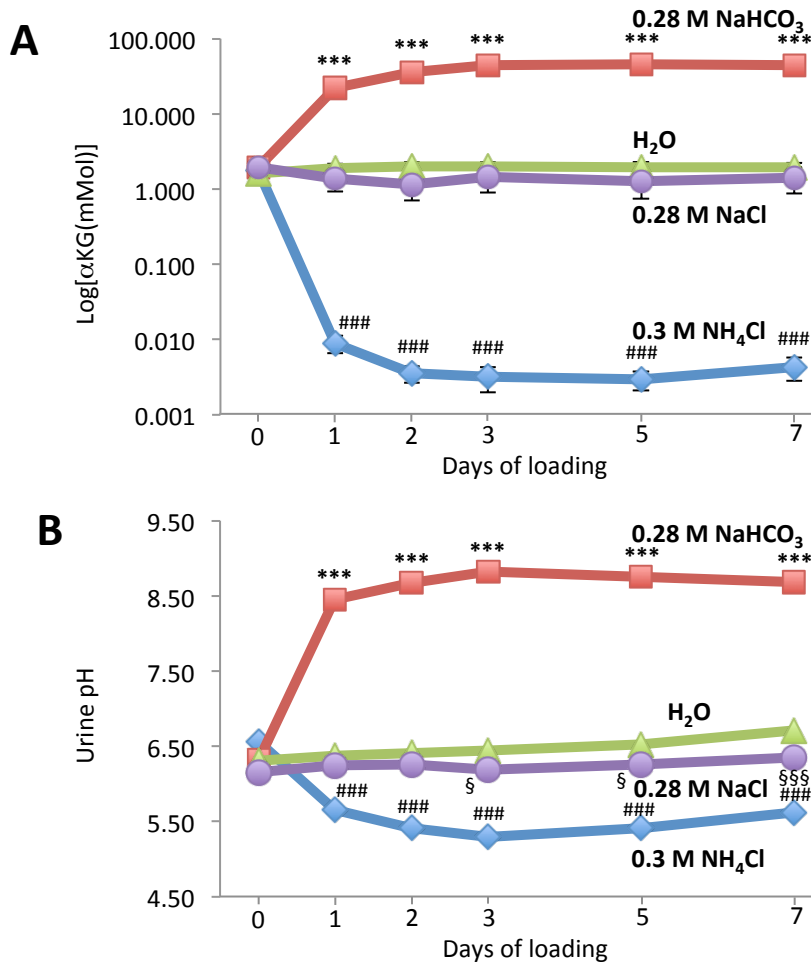 A
0.28 M NaHCO₃
100.000
*** *** *** *** ***
10.000
H₂O
1.000
0.28 M NaCl
0.100
0.3 M NH₄Cl
0.010
### ### ### ### ###
0.001
Log[αKG(mMol)]
0 1 2 3 5 7
Days of loading
B
0.28 M NaHCO₃
9.50
*** *** *** *** ***
8.50
7.50
H₂O
6.50
§ § §§§
0.28 M NaCl
### ### ### ### ###
5.50
0.3 M NH₄Cl
4.50
Urine pH
0 1 2 3 5 7
Days of loading